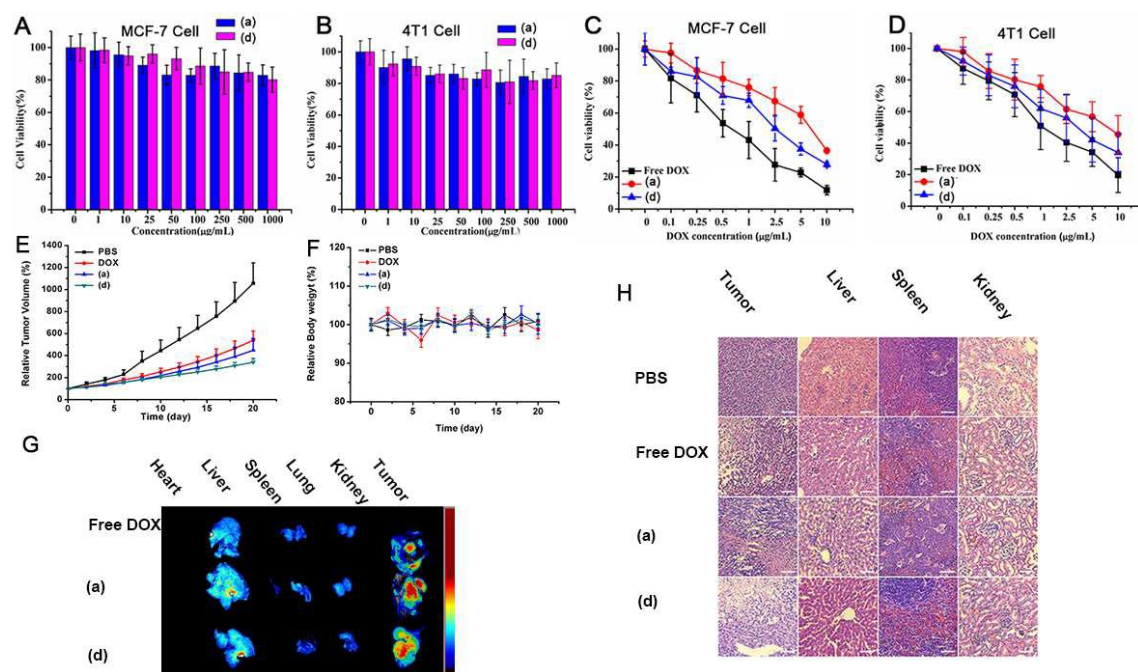 A
MCF-7 Cell
(a)
(d)
Cell Viability(%)
120
100
80
60
40
20
0
0 1 10 25 50 100 250 500 1000
Concentration(μg/mL)
B
4T1 Cell
(a)
(d)
Cell Viability(%)
120
100
80
60
40
20
0
0 1 10 25 50 100 250 500 1000
Concentration(μg/mL)
C
MCF-7 Cell
Cell viability (%)
120
100
80
60
40
20
0
Free DOX
(a)
(d)
0 0.1 0.25 0.5 1 2.5 5 10
DOX concentration (μg/mL)
D
4T1 Cell
Cell viability (%)
120
100
80
60
40
20
0
Free DOX
(a)
(d)
0 0.1 0.25 0.5 1 2.5 5 10
DOX concentration (μg/mL)
E
Relative Tumor Volume (%)
1400
1200
1000
800
600
400
200
0
PBS
DOX
(a)
(d)
0 5 10 15 20
Time (day)
F
Relative Body weigyt (%)
120
110
100
90
80
PBS
DOX
(a)
(d)
0 5 10 15 20
Time (day)
G
Heart Liver Spleen Lung Kidney Tumor
Free DOX
(a)
(d)
H
Tumor Liver Spleen Kidney
PBS
Free DOX
(a)
(d)